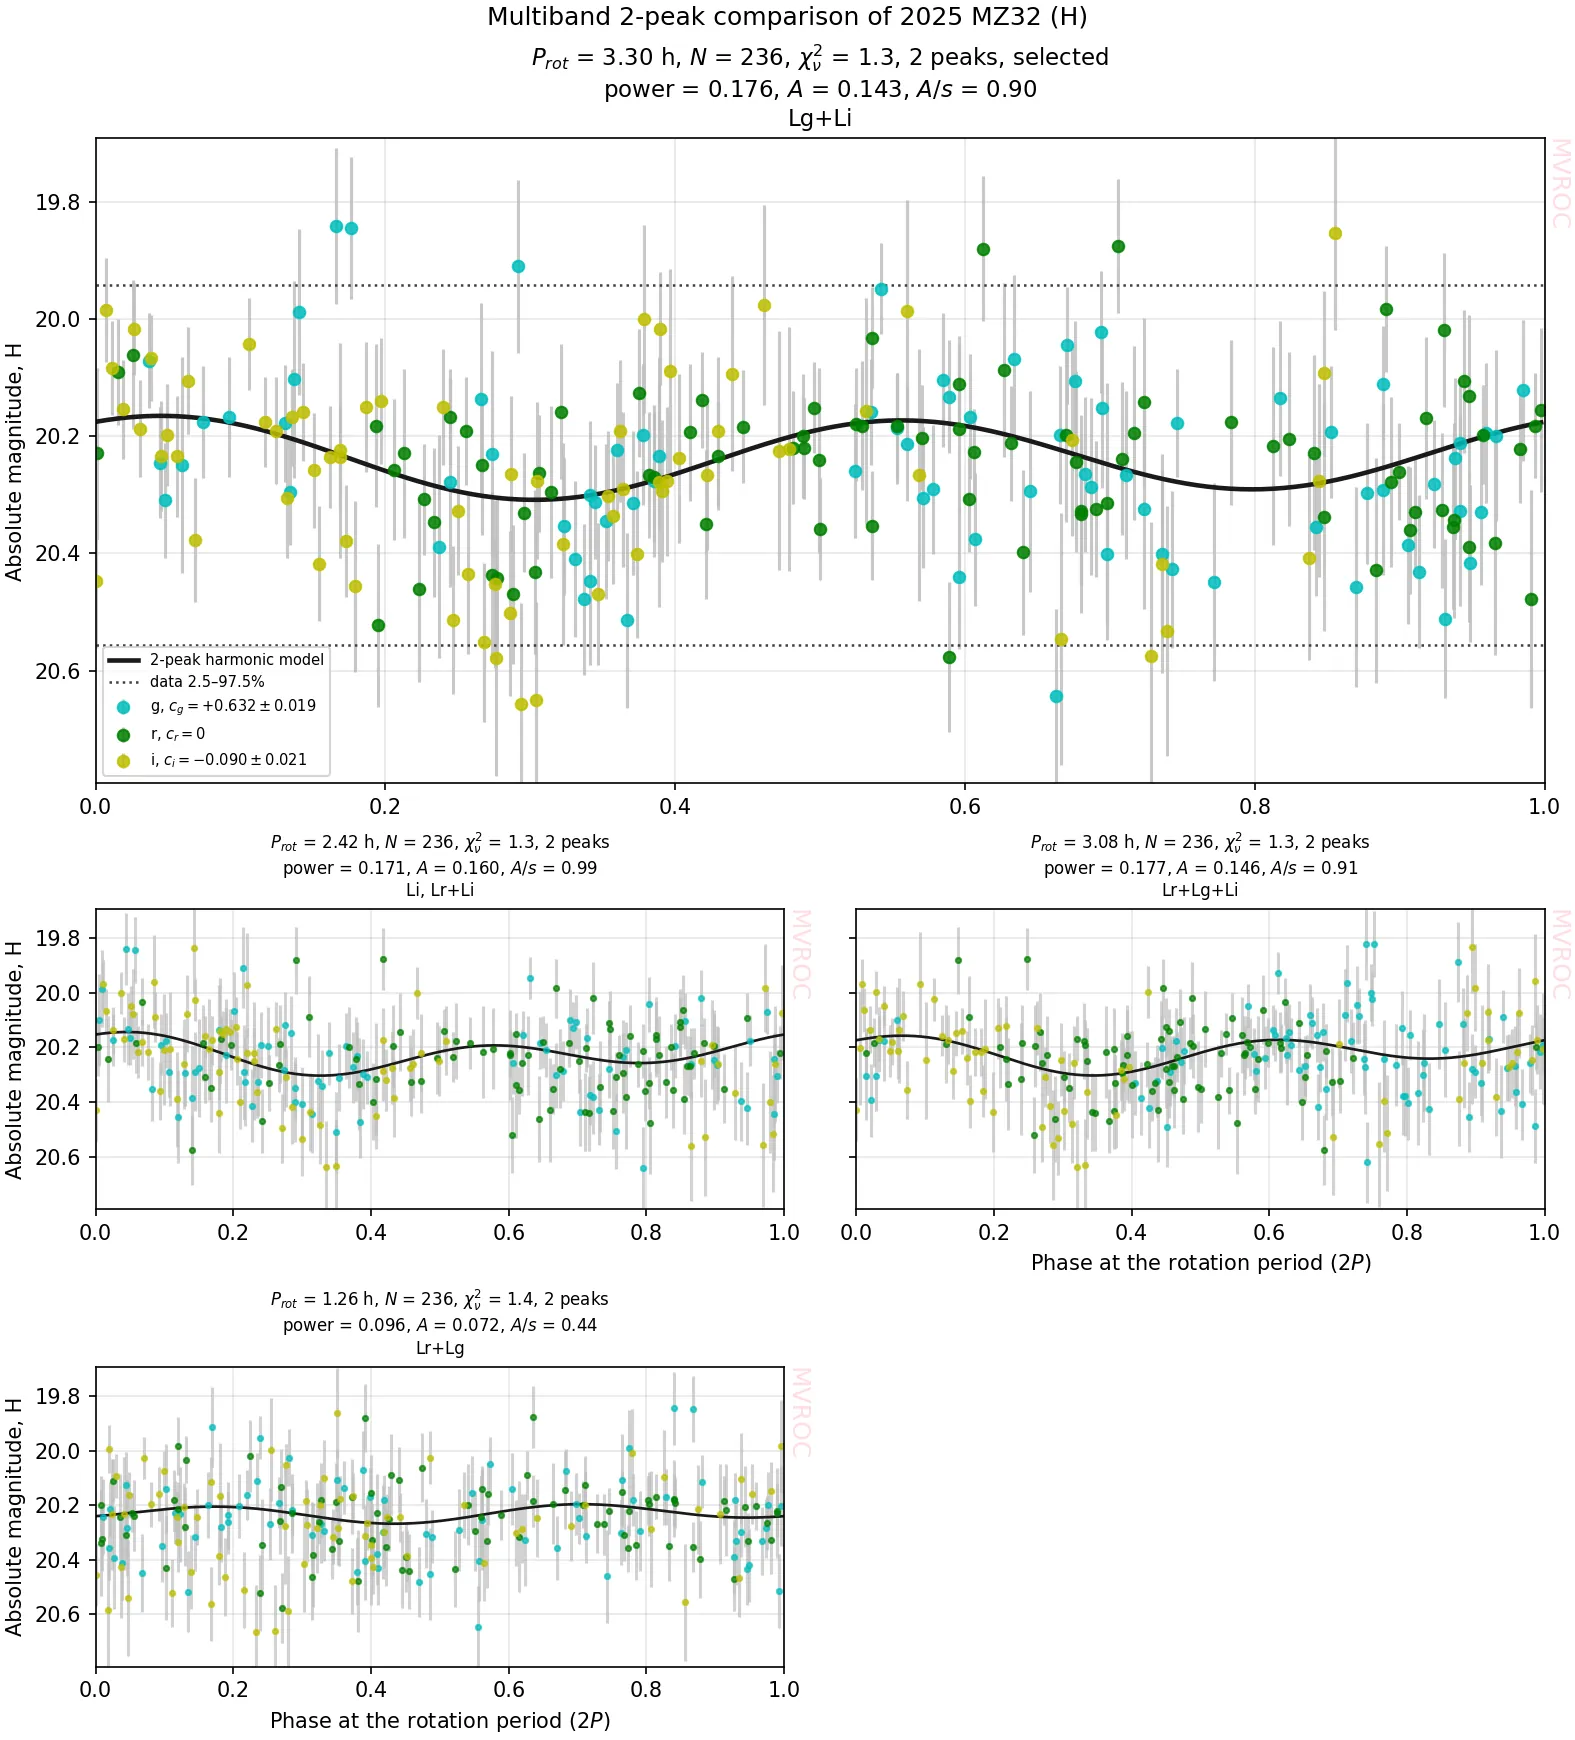 Multiband 2-peak comparison of 2025 MZ32 (H)
P_rot = 3.30 h, N = 236, χ²_ν = 1.3, 2 peaks, selected
power = 0.176, A = 0.143, A/s = 0.90
Lg+Li
MVROC
Absolute magnitude, H
19.8
20.0
20.2
20.4
20.6
2-peak harmonic model
data 2.5–97.5%
g, c_g = +0.632 ± 0.019
r, c_r = 0
i, c_i = −0.090 ± 0.021
0.0 0.2 0.4 0.6 0.8 1.0
P_rot = 2.42 h, N = 236, χ²_ν = 1.3, 2 peaks
power = 0.171, A = 0.160, A/s = 0.99
Li, Lr+Li
MVROC
Absolute magnitude, H
19.8
20.0
20.2
20.4
20.6
0.0 0.2 0.4 0.6 0.8 1.0
P_rot = 3.08 h, N = 236, χ²_ν = 1.3, 2 peaks
power = 0.177, A = 0.146, A/s = 0.91
Lr+Lg+Li
MVROC
0.0 0.2 0.4 0.6 0.8 1.0
Phase at the rotation period (2P)
P_rot = 1.26 h, N = 236, χ²_ν = 1.4, 2 peaks
power = 0.096, A = 0.072, A/s = 0.44
Lr+Lg
MVROC
Absolute magnitude, H
19.8
20.0
20.2
20.4
20.6
0.0 0.2 0.4 0.6 0.8 1.0
Phase at the rotation period (2P)